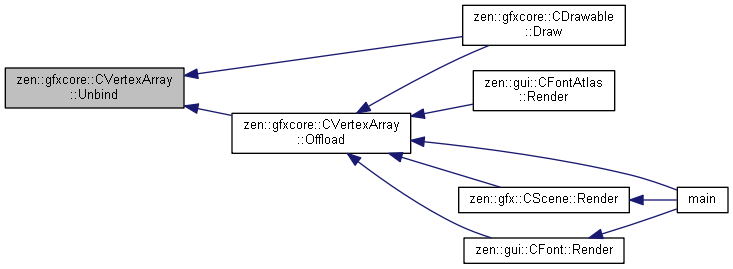 zen::gfxcore::CVertexArray
::Unbind
zen::gfxcore::CDrawable
::Draw
zen::gfxcore::CVertexArray
::Offload
zen::gui::CFontAtlas
::Render
zen::gfx::CScene::Render
main
zen::gui::CFont::Render